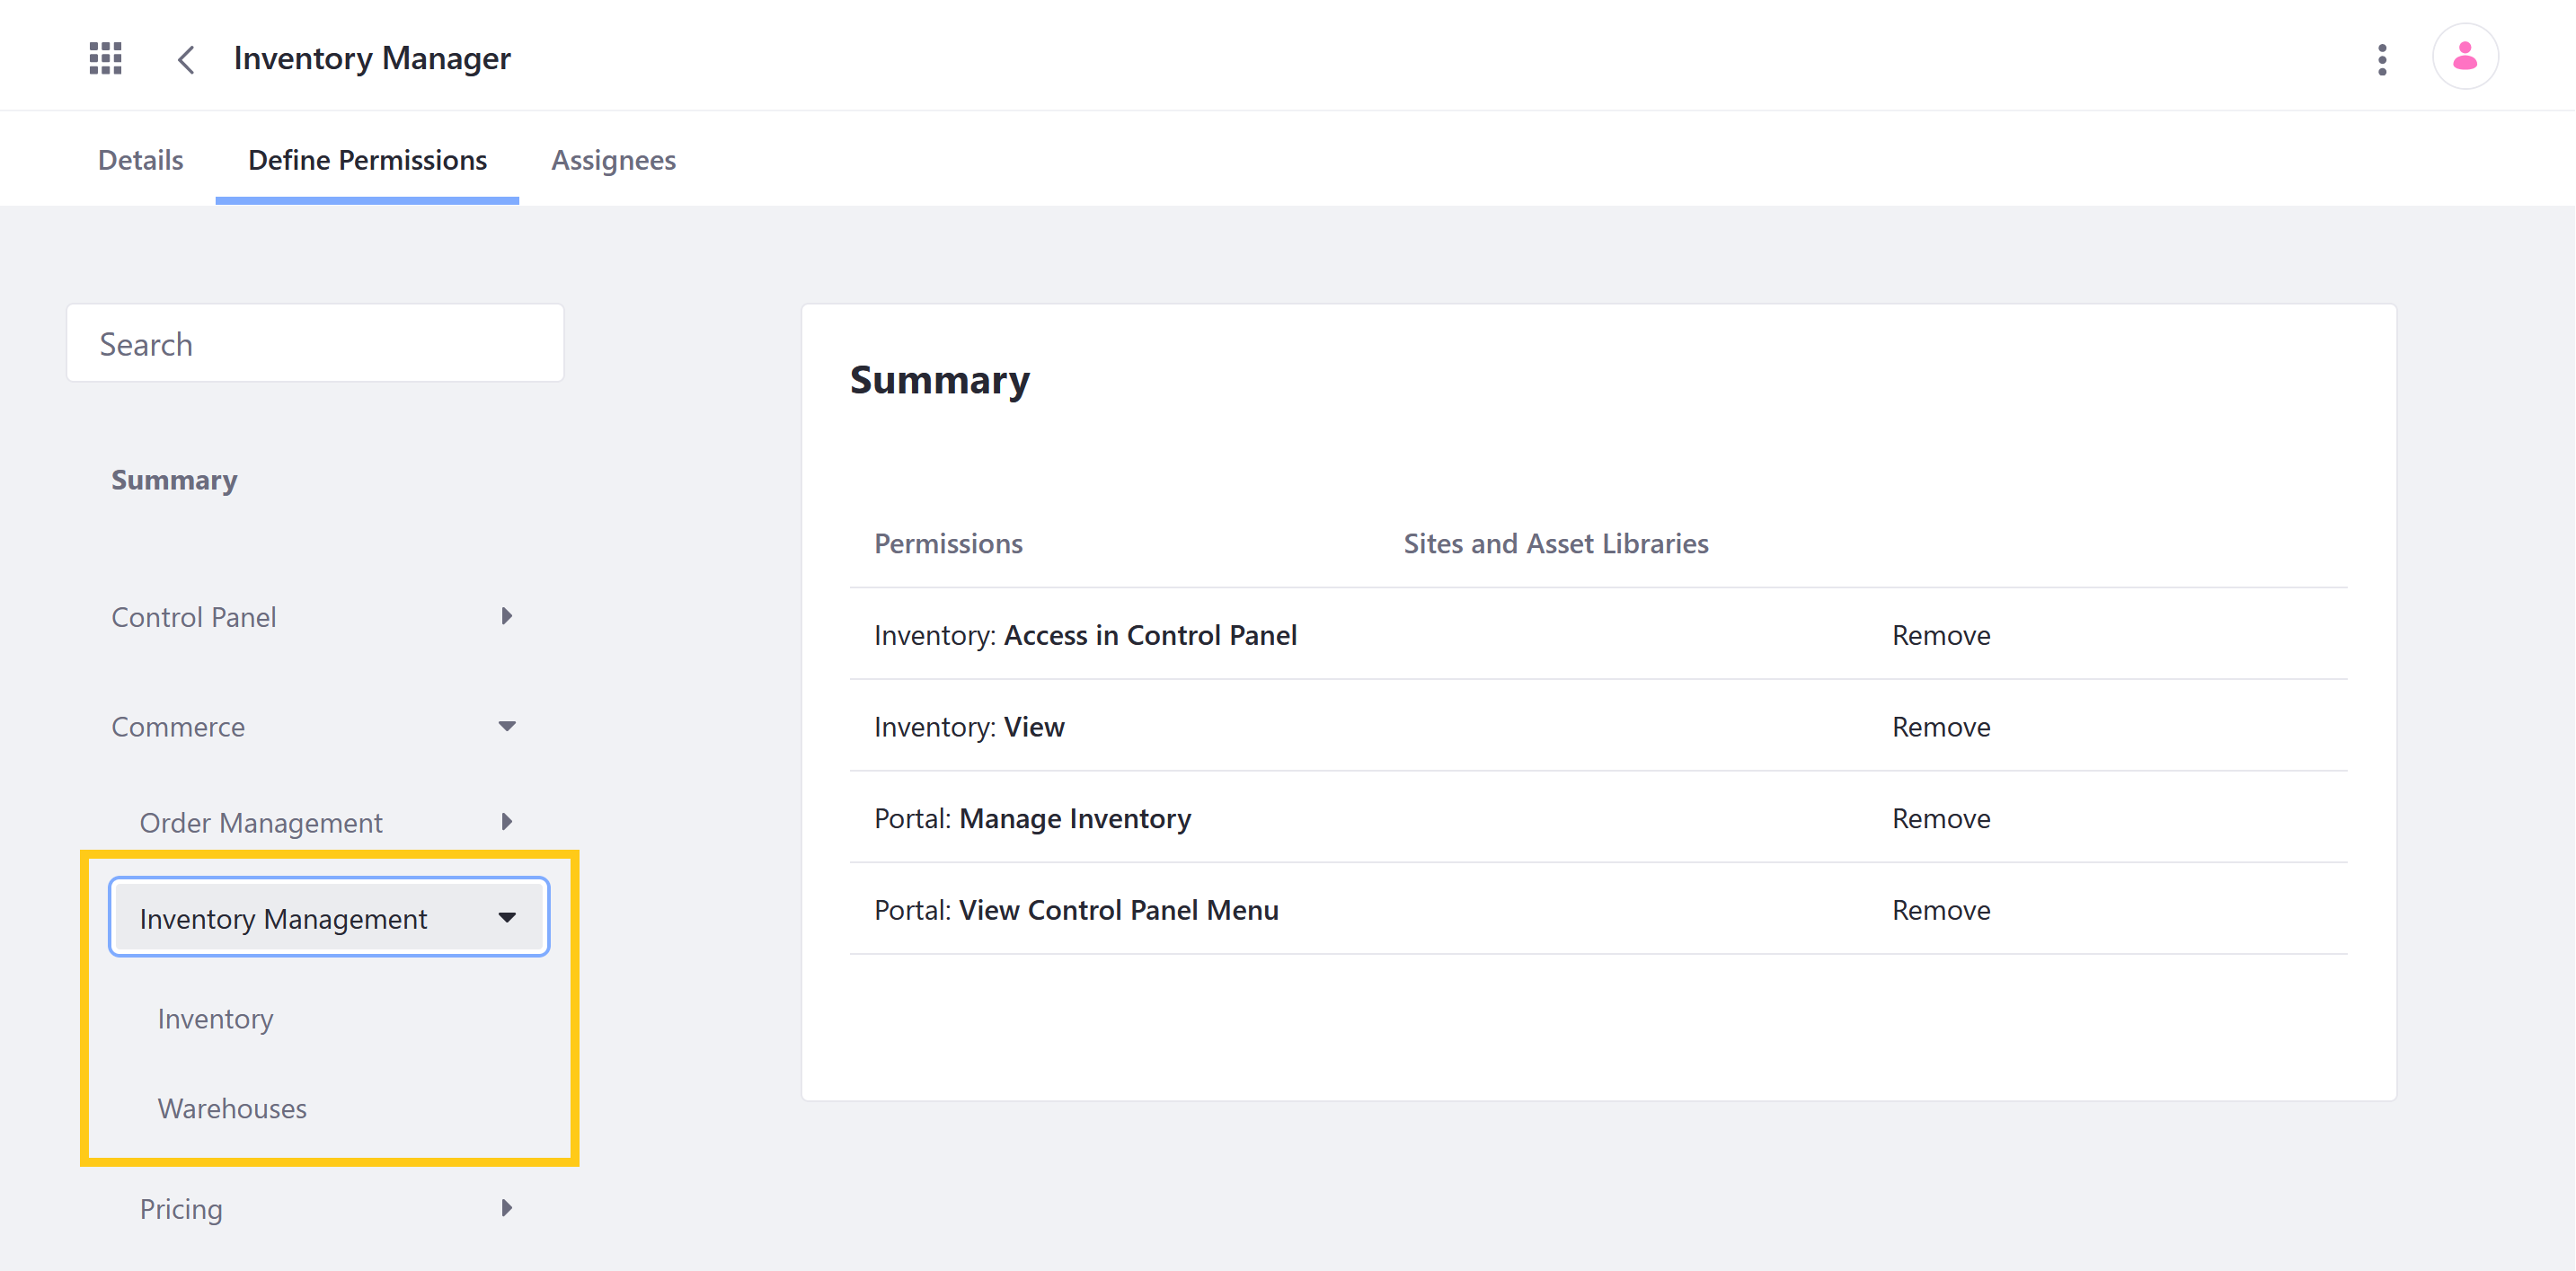 Inventory Manager
Details
Define Permissions
Assignees
Search
Summary
Control Panel
Commerce
Order Management
Inventory Management
Inventory
Warehouses
Pricing
Summary
Permissions Sites and Asset Libraries
Inventory: Access in Control Panel Remove
Inventory: View Remove
Portal: Manage Inventory Remove
Portal: View Control Panel Menu Remove